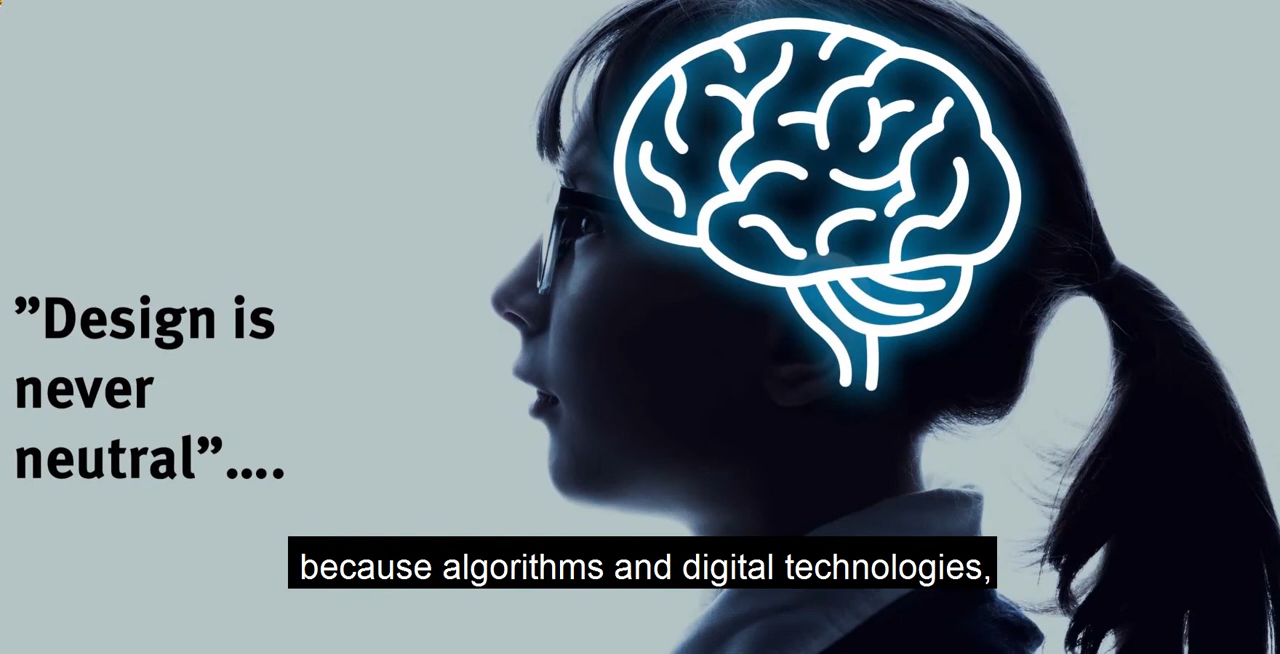 ”Design is
never
neutral”....
because algorithms and digital technologies,